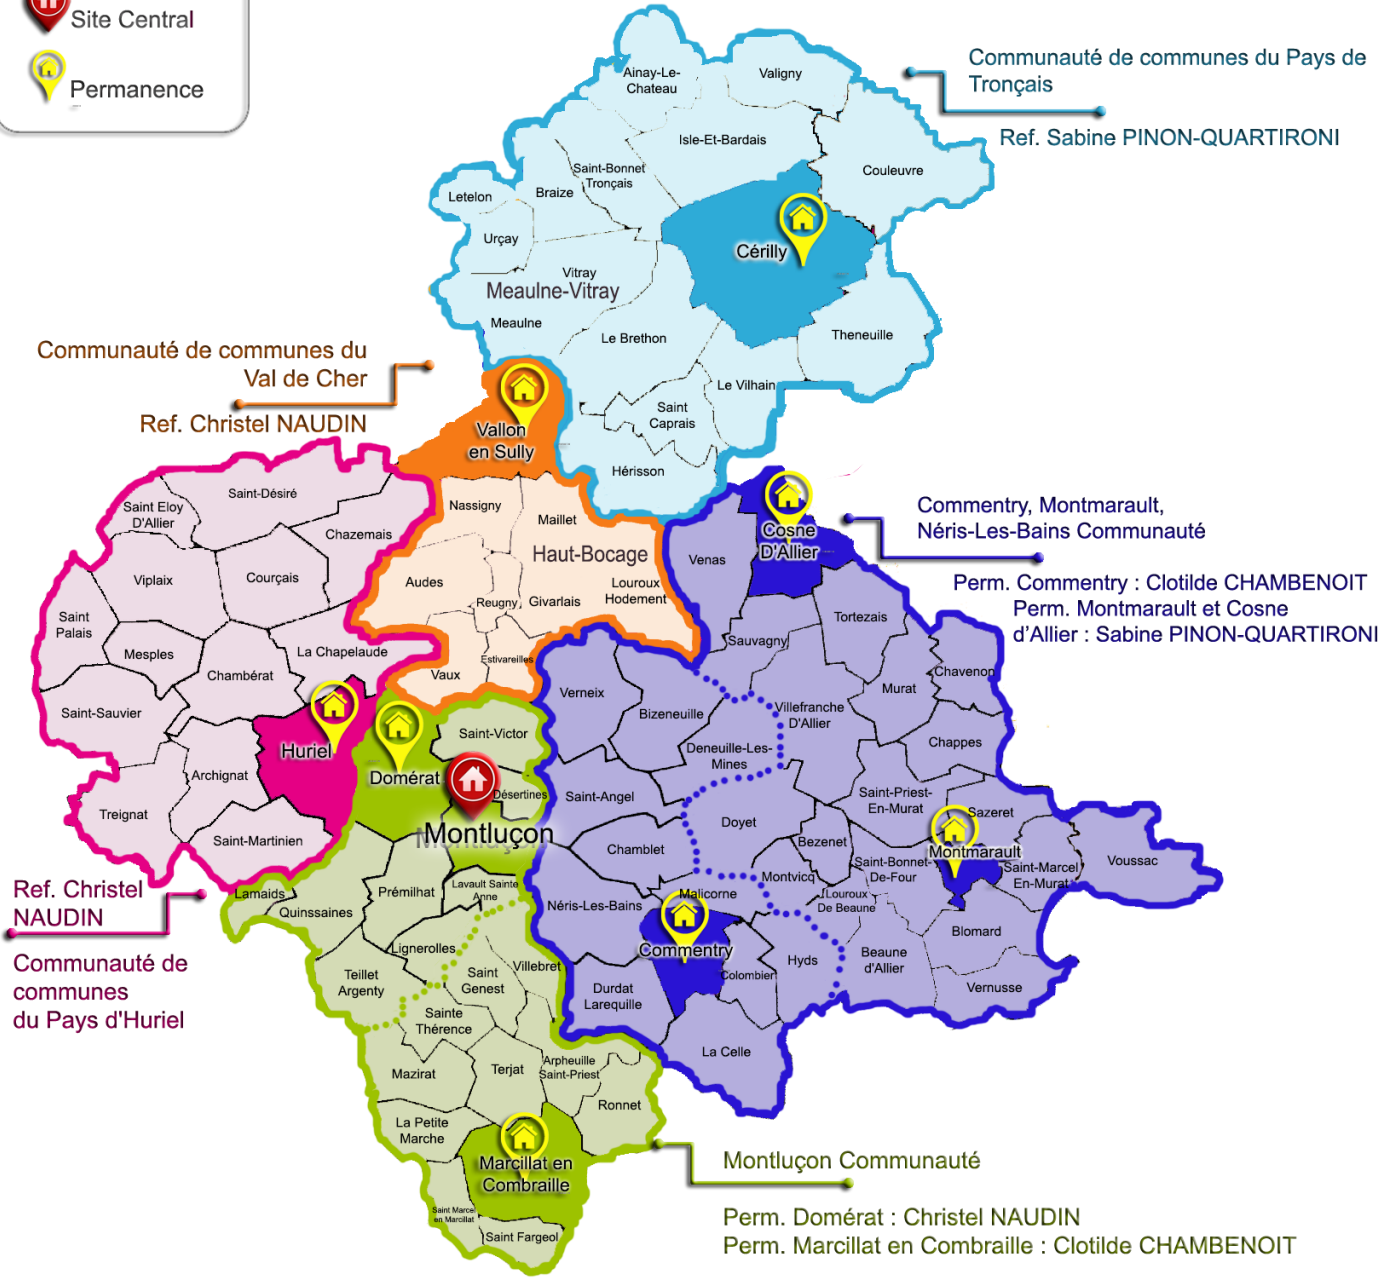 Site Central
Permanence
Communauté de communes du Pays de
Tronçais
Ref. Sabine PINON-QUARTIRONI
Ainay-Le-
Chateau
Valigny
Isle-Et-Bardais
Couleuvre
Saint-Bonnet
Tronçais
Braize
Letelon
Urçay
Cérilly
Vitray
Meaulne-Vitray
Meaulne
Le Brethon
Theneuille
Le Vilhain
Saint
Caprais
Hérisson
Communauté de communes du
Val de Cher
Ref. Christel NAUDIN
Vallon
en Sully
Nassigny
Maillet
Haut-Bocage
Audes
Reugny
Givarlais
Louroux
Hodement
Estivareilles
Vaux
Saint-Désiré
Saint Eloy
D'Allier
Chazemais
Viplaix
Courçais
Saint
Palais
Mesples
La Chapelaude
Chambérat
Saint-Sauvier
Huriel
Archignat
Treignat
Saint-Martinien
Ref. Christel
NAUDIN
Communauté de
communes
du Pays d'Huriel
Commentry, Montmarault,
Néris-Les-Bains Communauté
Perm. Commentry : Clotilde CHAMBENOIT
Perm. Montmarault et Cosne
d'Allier : Sabine PINON-QUARTIRONI
Cosne
D'Allier
Venas
Sauvagny
Tortezais
Chavenon
Murat
Verneix
Bizeneuille
Villefranche
D'Allier
Deneuille-Les-
Mines
Chappes
Saint-Angel
Doyet
Saint-Priest-
En-Murat
Sazeret
Bezenet
Montmarault
Chamblet
Saint-Bonnet-
De-Four
Saint-Marcel
En-Murat
Voussac
Montvicq
Malicorne
Louroux
De Beaune
Néris-Les-Bains
Commentry
Blomard
Beaune
d'Allier
Hyds
Colombier
Durdat
Larequille
Vernusse
La Celle
Saint-Victor
Domérat
Désertines
Montluçon
Lamaids
Quinssaines
Prémilhat
Lavault Sainte
Anne
Lignerolles
Teillet
Argenty
Saint
Genest
Villebret
Sainte
Thérence
Mazirat
Terjat
Arpheuille
Saint-Priest
Ronnet
La Petite
Marche
Marcillat en
Combraille
Saint Marcel
en Marcillat
Saint Fargeol
Montluçon Communauté
Perm. Domérat : Christel NAUDIN
Perm. Marcillat en Combraille : Clotilde CHAMBENOIT